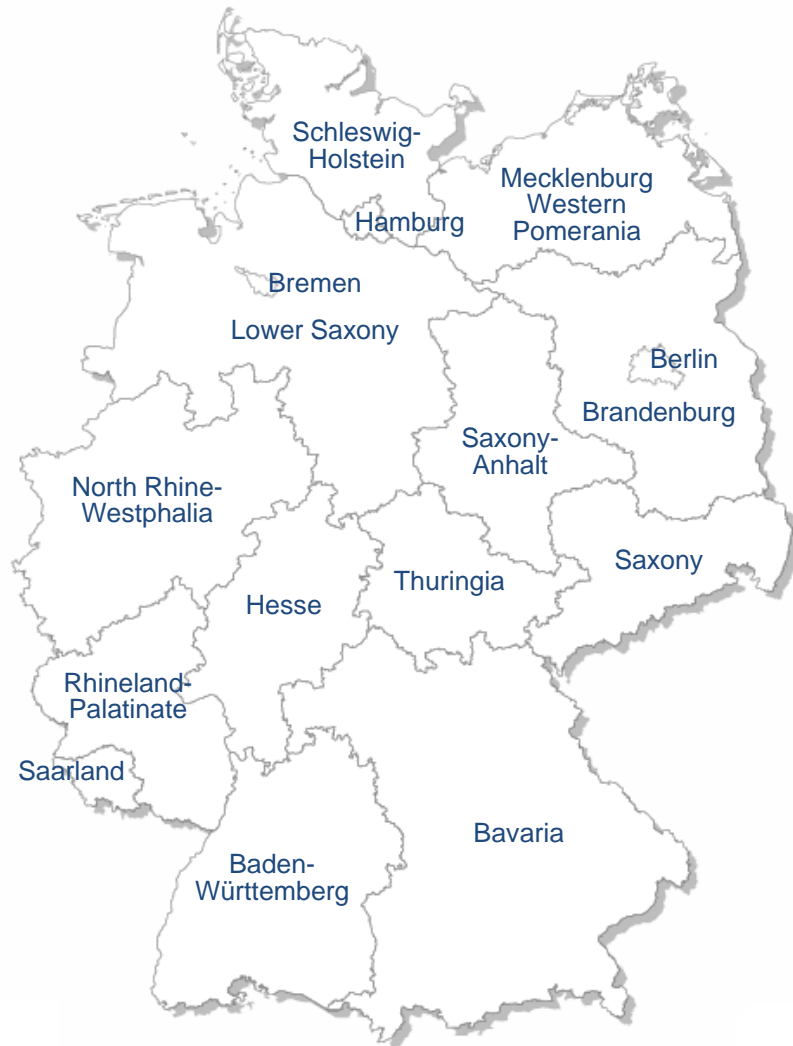 Schleswig-
Holstein
Mecklenburg
Western
Pomerania
Hamburg
Bremen
Lower Saxony
Berlin
Brandenburg
Saxony-
Anhalt
North Rhine-
Westphalia
Saxony
Thuringia
Hesse
Rhineland-
Palatinate
Saarland
Bavaria
Baden-
Württemberg